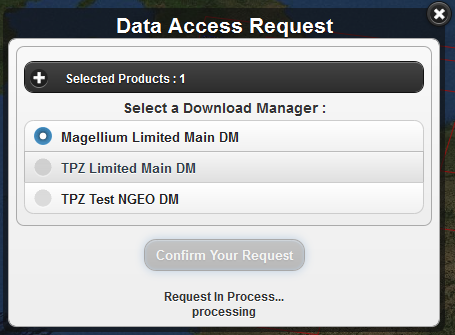 Data Access Request
Selected Products : 1
Select a Download Manager :
Magellium Limited Main DM
TPZ Limited Main DM
TPZ Test NGEO DM
Confirm Your Request
Request In Process...
processing